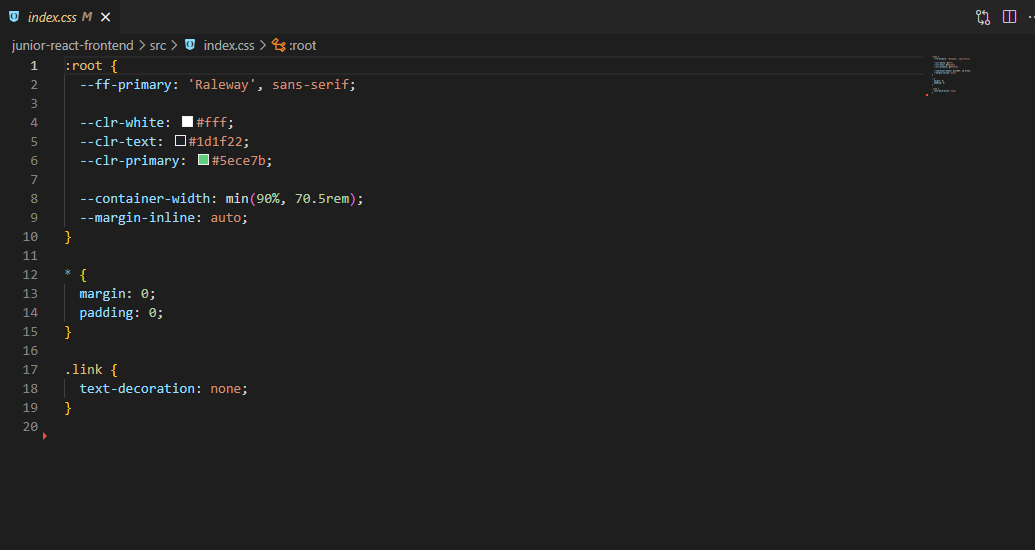 index.css M
junior-react-frontend > src > index.css > :root
1 :root {
2 --ff-primary: 'Raleway', sans-serif;
3
4 --clr-white: #fff;
5 --clr-text: #1d1f22;
6 --clr-primary: #5ece7b;
7
8 --container-width: min(90%, 70.5rem);
9 --margin-inline: auto;
10 }
11
12 * {
13 margin: 0;
14 padding: 0;
15 }
16
17 .link {
18 text-decoration: none;
19 }
20